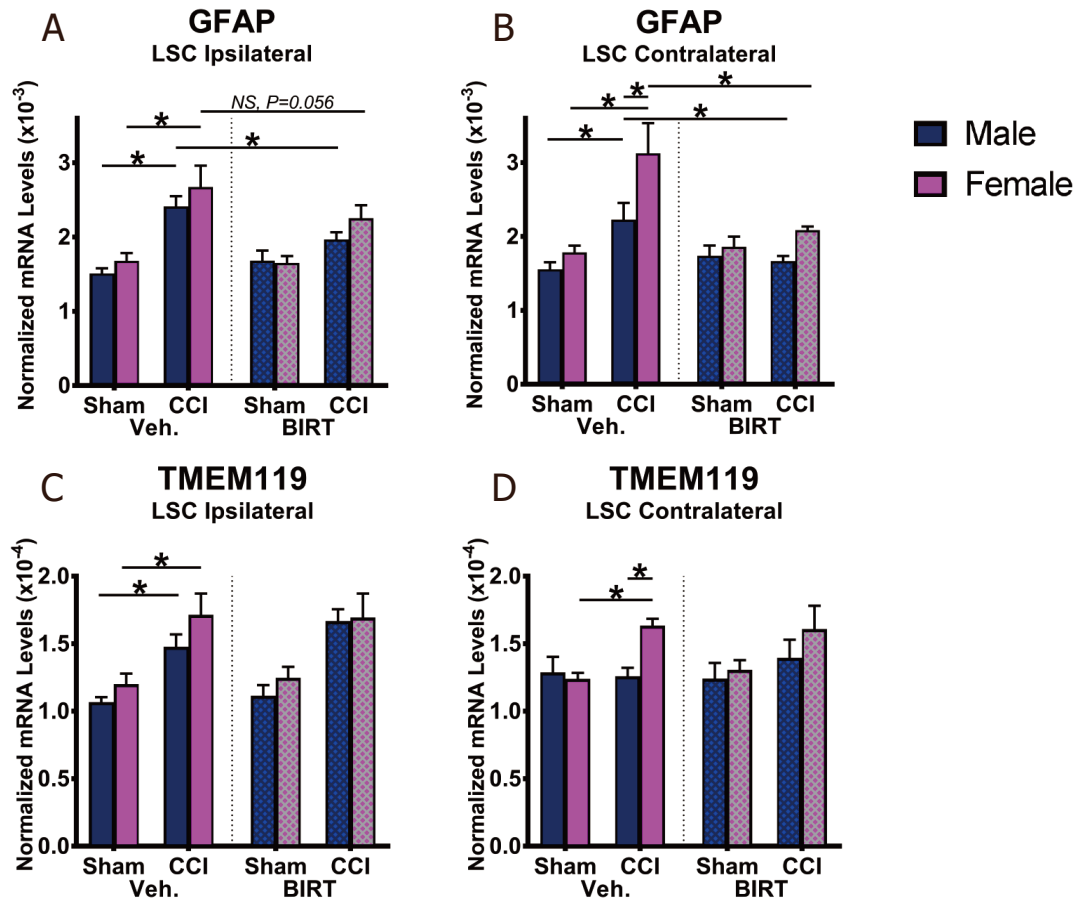 A
GFAP
LSC Ipsilateral
Normalized mRNA Levels (x10-3)
NS, P=0.056
*
*
*
3
2
1
0
Sham CCI Sham CCI
Veh. BIRT
B
GFAP
LSC Contralateral
Normalized mRNA Levels (x10-3)
*
*
*
*
*
3
2
1
0
Sham CCI Sham CCI
Veh. BIRT
Male
Female
C
TMEM119
LSC Ipsilateral
Normalized mRNA Levels (x10-4)
*
*
2.0
1.5
1.0
0.5
0.0
Sham CCI Sham CCI
Veh. BIRT
D
TMEM119
LSC Contralateral
Normalized mRNA Levels (x10-4)
*
*
2.0
1.5
1.0
0.5
0.0
Sham CCI Sham CCI
Veh. BIRT